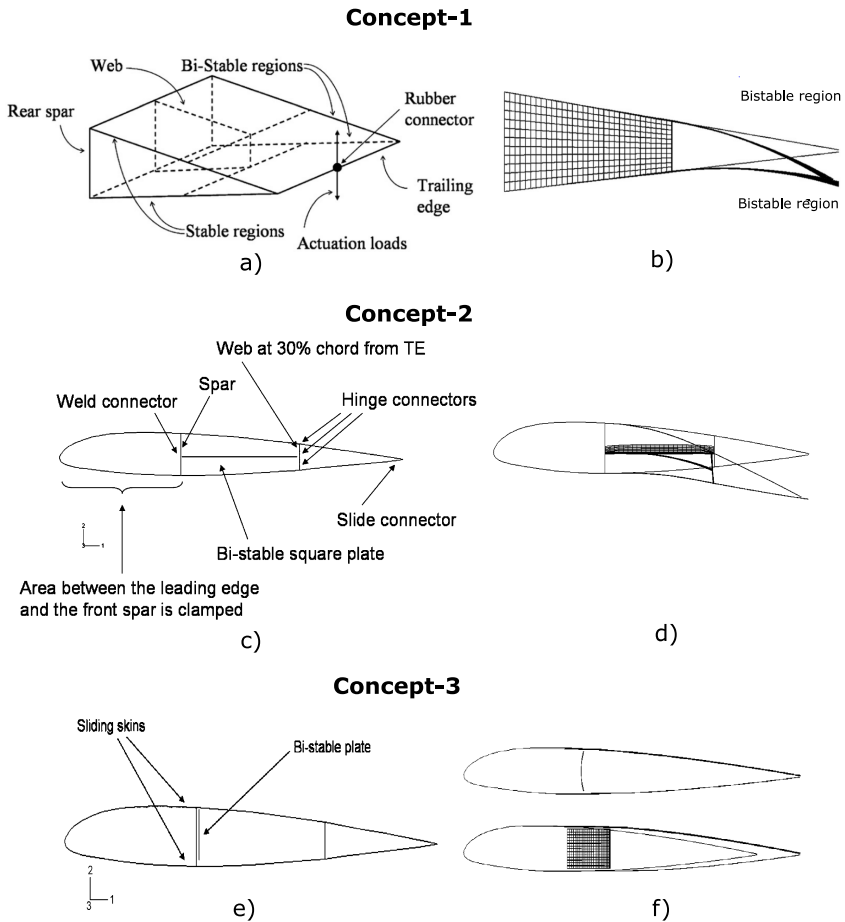 Concept-1
Web
Bi-Stable regions
Rubber
connector
Rear spar
Trailing
edge
Stable regions
Actuation loads
a)
Bistable region
Bistable region
b)
Concept-2
Web at 30% chord from TE
Spar
Weld connector
Hinge connectors
Slide connector
Bi-stable square plate
2
3
1
Area between the leading edge
and the front spar is clamped
c)
d)
Concept-3
Sliding skins
Bi-stable plate
2
3
1
e)
f)